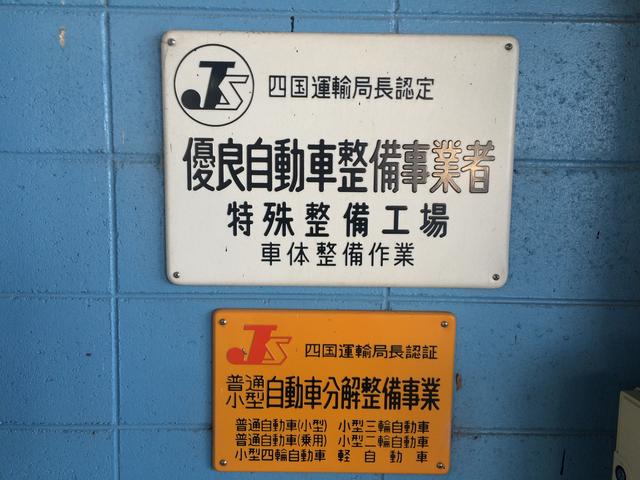 JS 四国運輸局長認定
優良自動車整備事業者
特殊整備工場
車体整備作業
JS 四国運輸局長認証
普通小型 自動車分解整備事業
普通自動車(小型) 小型三輪自動車
普通自動車(乗用) 小型二輪自動車
小型四輪自動車 軽自動車